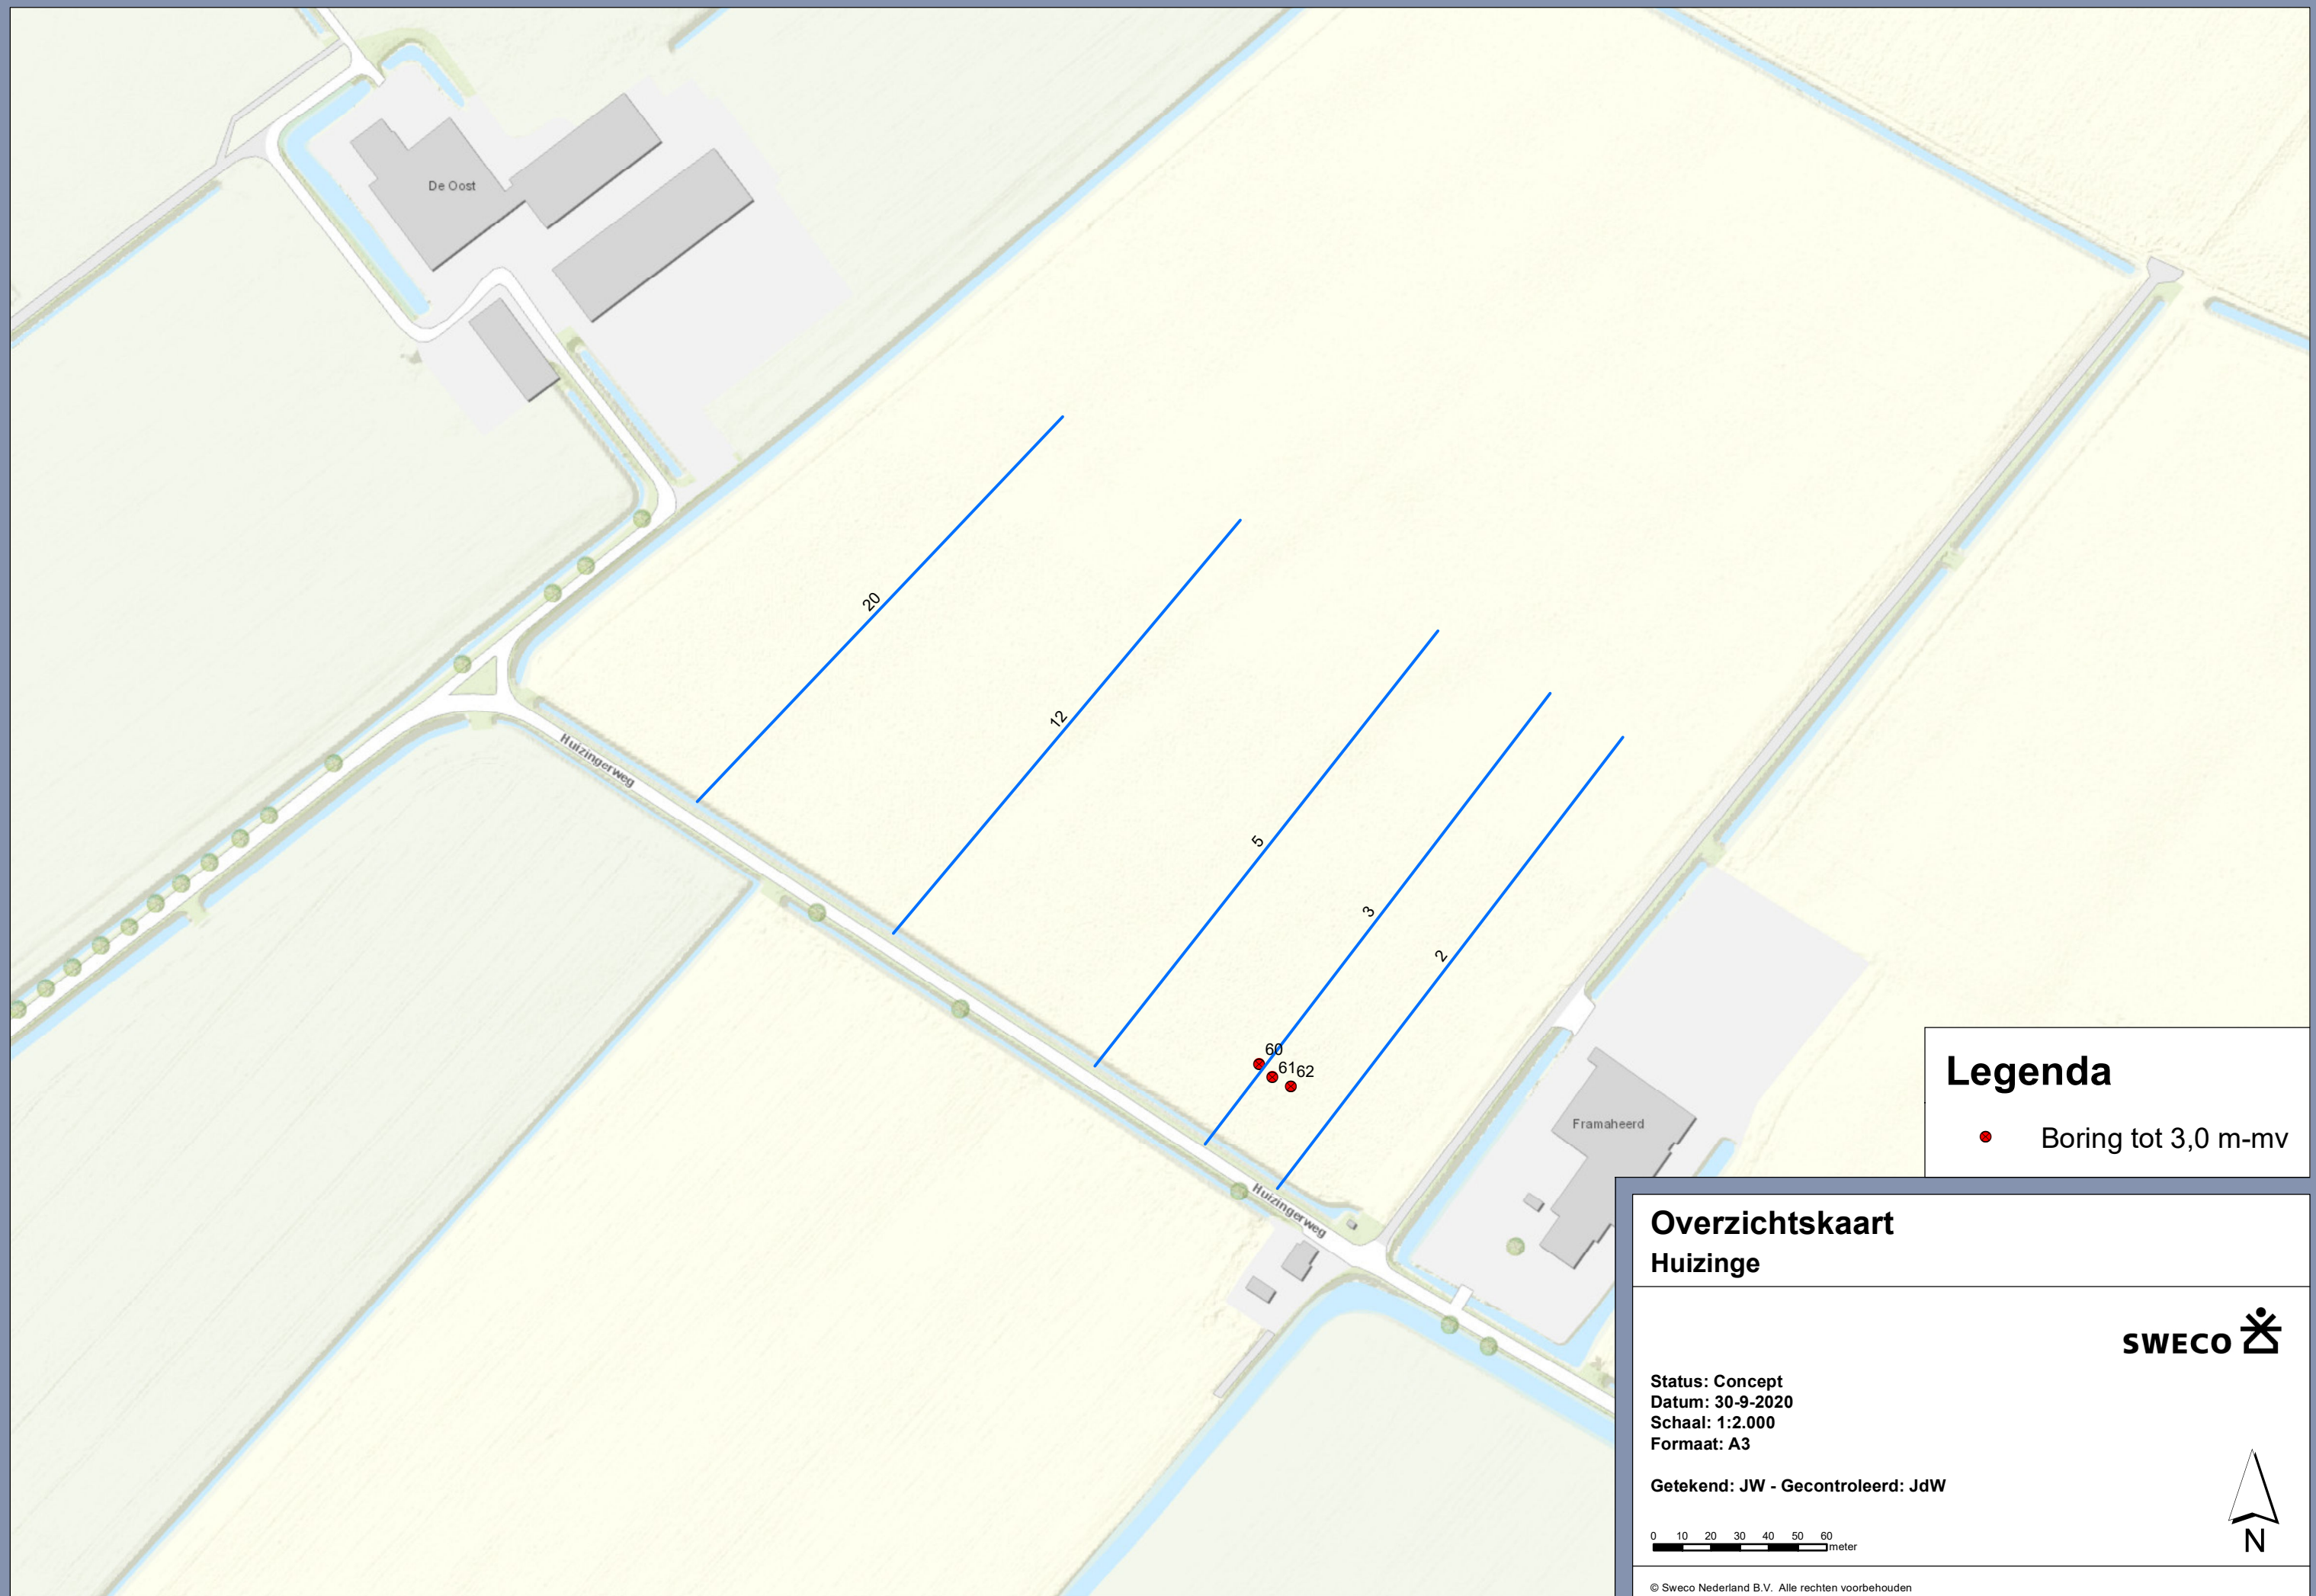 De Oost
20
12
Huizingerweg
5
3
2
60
61
62
Huizingerweg
Framaheerd
Legenda
Boring tot 3,0 m-mv
Overzichtskaart
Huizinge
SWECO
Status: Concept
Datum: 30-9-2020
Schaal: 1:2.000
Formaat: A3
Getekend: JW - Gecontroleerd: JdW
0 10 20 30 40 50 60
meter
N
© Sweco Nederland B.V. Alle rechten voorbehouden